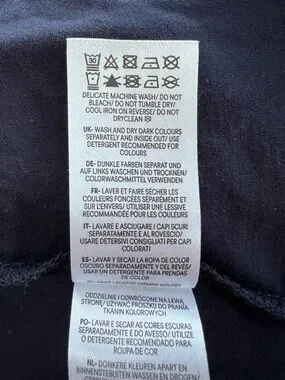 30
DELICATE MACHINE WASH/ DO NOT
BLEACH/ DO NOT TUMBLE DRY/
COOL IRON ON REVERSE/ DO NOT
DRYCLEAN
UK- WASH AND DRY DARK COLOURS
SEPARATELY AND INSIDE OUT/ USE
DETERGENT RECOMMENDED FOR
COLOURS
DE- DUNKLE FARBEN SEPARAT UND
AUF LINKS WASCHEN UND TROCKNEN/
COLORWASCHMITTEL VERWENDEN
FR- LAVER ET FAIRE SÉCHER LES
COULEURS FONCÉES SÉPARÉMENT ET
SUR L'ENVERS/ UTILISER UNE LESSIVE
RECOMMANDÉE POUR LES COULEURS
IT- LAVARE E ASCIUGARE I CAPI SCURI
SEPARATAMENTE E AL ROVESCIO/
USARE DETERSIVI CONSIGLIATI PER CAPI
COLORATI
ES- LAVAR Y SECAR LA ROPA DE COLOR
OSCURO SEPARADAMENTE Y DEL REVÉS/
USAR UN DETERGENTE PARA PRENDAS
DE COLOR
ODDZIELNIE I ODWRÓCONE NA LEWĄ
STRONĘ/ UŻYWAĆ PROSZKU DO PRANIA
TKANIN KOLOROWYCH
PO- LAVAR E SECAR AS CORES ESCURAS
SEPARADAMENTE E DO AVESSO/ UTILIZE
O DETERGENTE RECOMENDADO PARA
ROUPA DE COR
NL- DONKERE KLEUREN APART EN
BINNENSTEBUITEN WASSEN EN DROGEN/